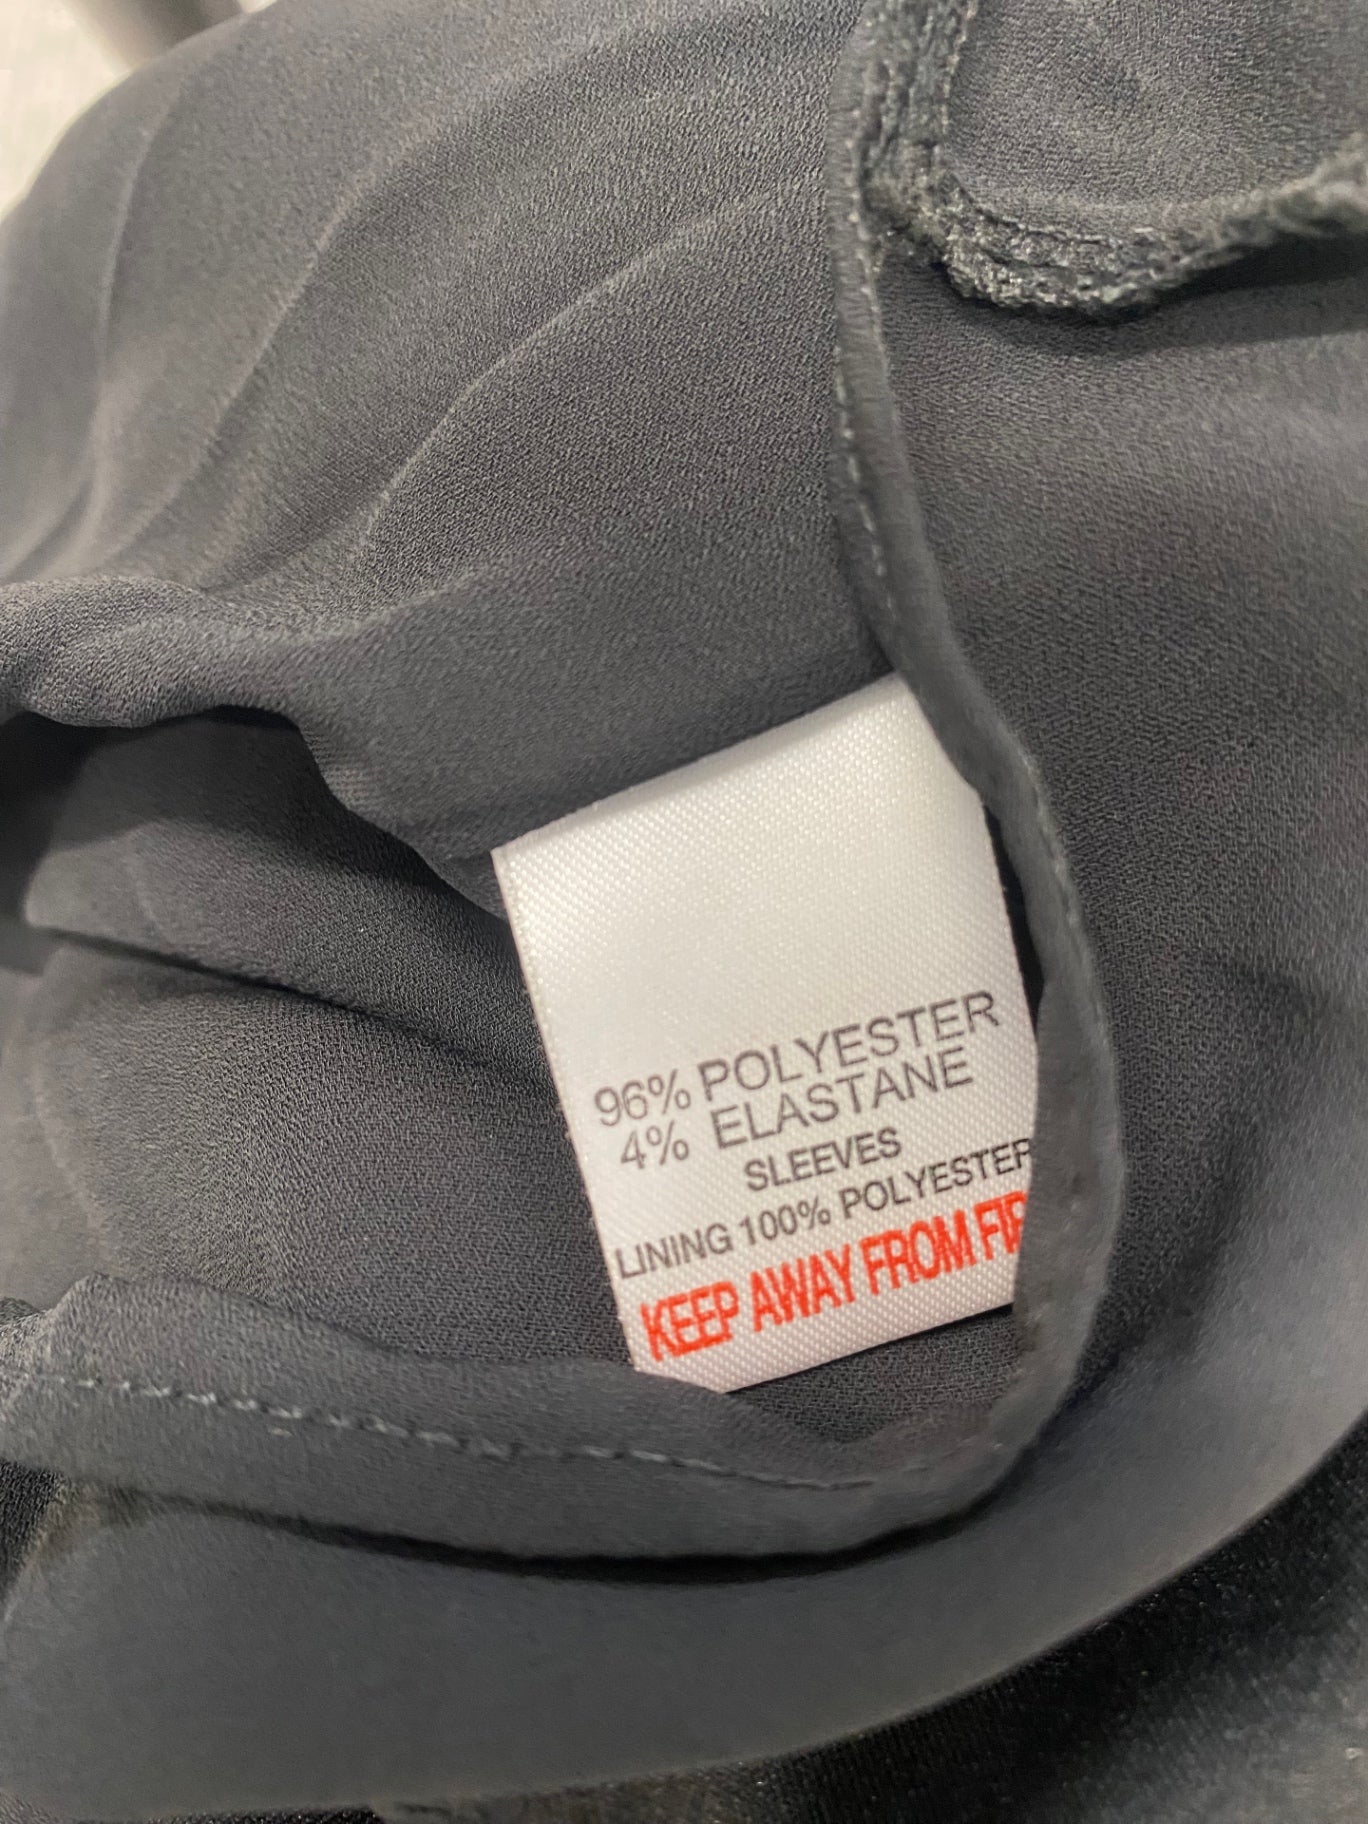 96% POLYESTER
4% ELASTANE
SLEEVES
LINING 100% POLYESTER
KEEP AWAY FROM